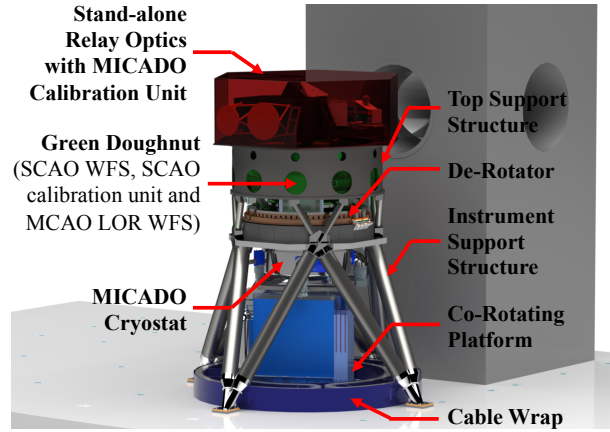 Stand-alone
Relay Optics
with MICADO
Calibration Unit
Green Doughnut
(SCAO WFS, SCAO
calibration unit and
MCAO LOR WFS)
MICADO
Cryostat
Top Support
Structure
De-Rotator
Instrument
Support
Structure
Co-Rotating
Platform
Cable Wrap